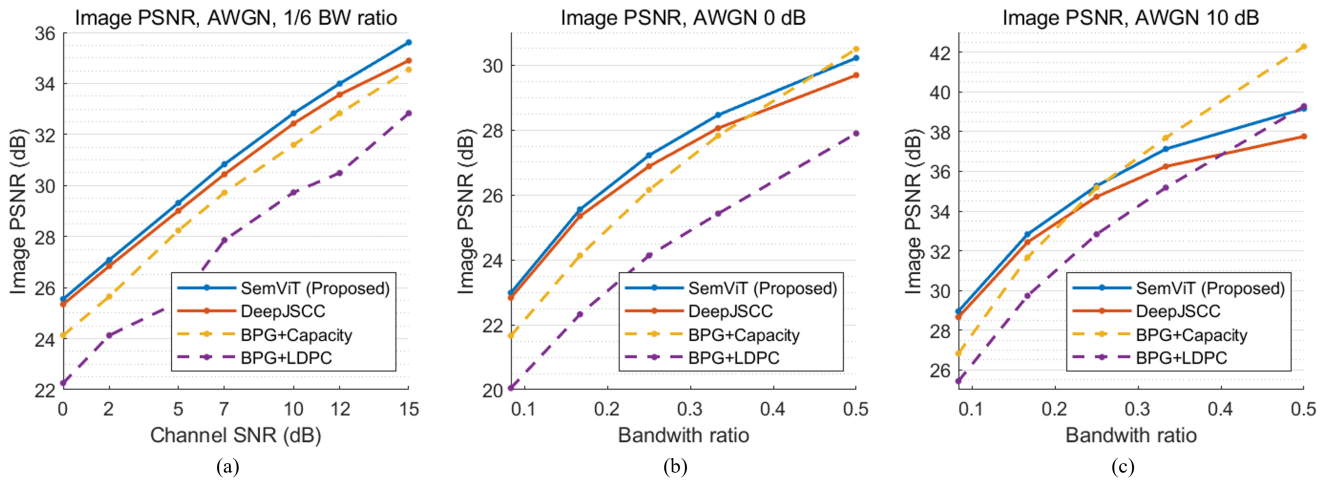 Image PSNR, AWGN, 1/6 BW ratio
Image PSNR (dB)
36
34
32
30
28
26
24
22
SemViT (Proposed)
DeepJSCC
BPG+Capacity
BPG+LDPC
0 2 5 7 10 12 15
Channel SNR (dB)
(a)
Image PSNR, AWGN 0 dB
Image PSNR (dB)
30
28
26
24
22
20
SemViT (Proposed)
DeepJSCC
BPG+Capacity
BPG+LDPC
0.1 0.2 0.3 0.4 0.5
Bandwith ratio
(b)
Image PSNR, AWGN 10 dB
Image PSNR (dB)
42
40
38
36
34
32
30
28
26
SemViT (Proposed)
DeepJSCC
BPG+Capacity
BPG+LDPC
0.1 0.2 0.3 0.4 0.5
Bandwith ratio
(c)